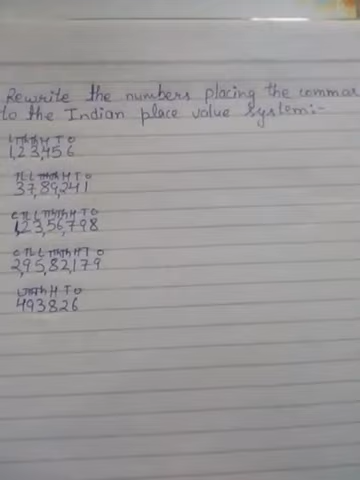 Rewrite the numbers placing the commas
to the Indian place value System:-
L TTh Th H T O
1,23,456
TL L TTh Th H T O
37,89,241
C TL L TTh Th H T O
1,23,56,798
C TL L TTh Th H T O
2,95,82,179
L TTh Th H T O
493826